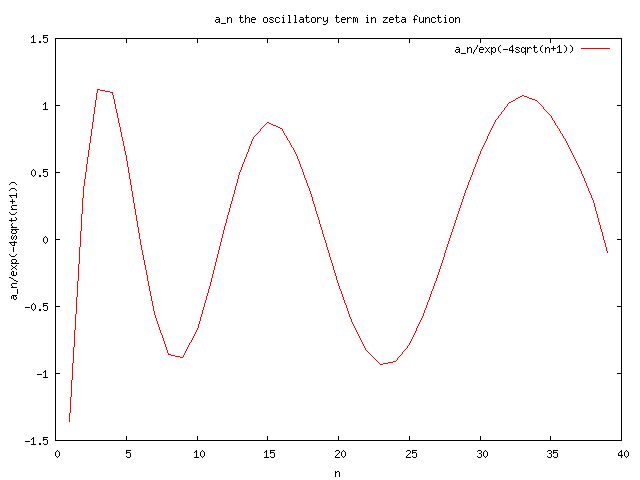 a_n the oscillatory term in zeta function
a_n/exp(-4sqrt(n+1))
1.5
1
0.5
0
-0.5
-1
-1.5
a_n/exp(-4sqrt(n+1))
0 5 10 15 20 25 30 35 40
n